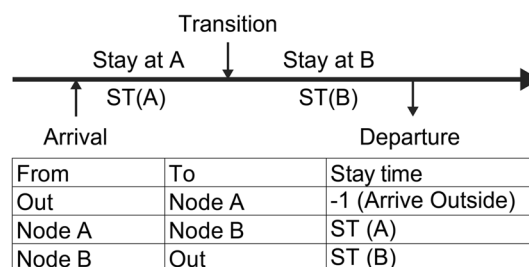 Transition
Stay at A Stay at B
ST(A) ST(B)
Arrival Departure
From To Stay time
Out Node A -1 (Arrive Outside)
Node A Node B ST (A)
Node B Out ST (B)